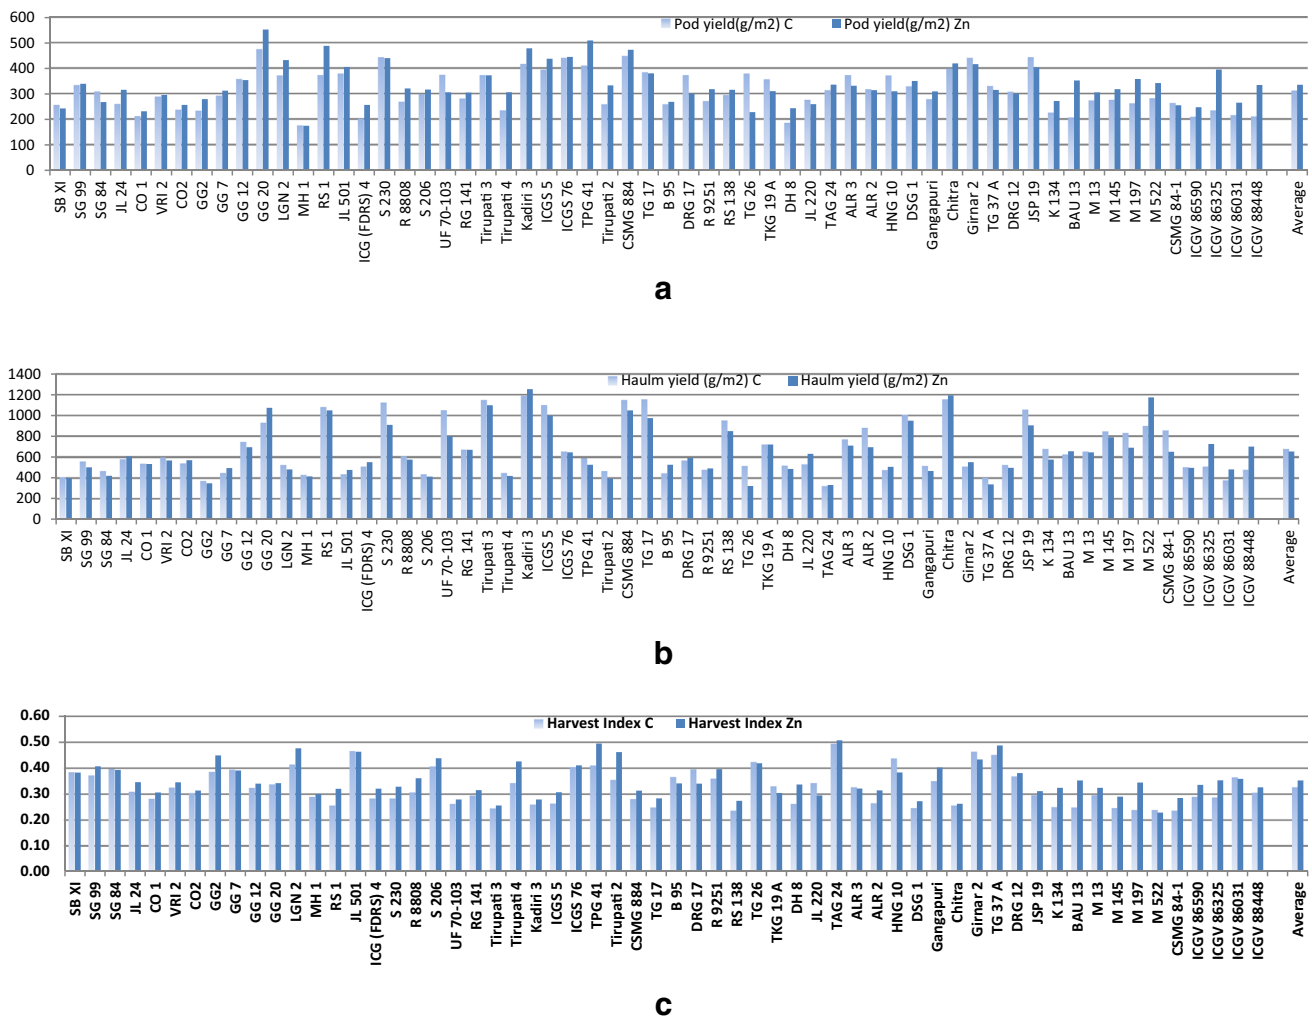 600
Pod yield(g/m2) C Pod yield(g/m2) Zn
500
400
300
200
100
0
SB XI SG 99 SG 84 JL 24 CO 1 VRI 2 CO2 GG2 GG 7 GG 12 GG 20 LGN 2 MH 1 RS 1 JL 501 ICG (FDRS) 4 S 230 R 8808 S 206 UF 70-103 RG 141 Tirupati 3 Tirupati 4 Kadiri 3 ICGS 5 ICGS 76 TPG 41 Tirupati 2 CSMG 884 TG 17 B 95 DRG 17 R 9251 RS 138 TG 26 TKG 19 A DH 8 JL 220 TAG 24 ALR 3 ALR 2 HNG 10 DSG 1 Gangapuri Chitra Girnar 2 TG 37 A DRG 12 JSP 19 K 134 BAU 13 M 13 M 145 M 197 M 522 CSMG 84-1 ICGV 86590 ICGV 86325 ICGV 86031 ICGV 88448 Average
a
1400
Haulm yield (g/m2) C Haulm yield (g/m2) Zn
1200
1000
800
600
400
200
0
SB XI SG 99 SG 84 JL 24 CO 1 VRI 2 CO2 GG2 GG 7 GG 12 GG 20 LGN 2 MH 1 RS 1 JL 501 ICG (FDRS) 4 S 230 R 8808 S 206 UF 70-103 RG 141 Tirupati 3 Tirupati 4 Kadiri 3 ICGS 5 ICGS 76 TPG 41 Tirupati 2 CSMG 884 TG 17 B 95 DRG 17 R 9251 RS 138 TG 26 TKG 19 A DH 8 JL 220 TAG 24 ALR 3 ALR 2 HNG 10 DSG 1 Gangapuri Chitra Girnar 2 TG 37 A DRG 12 JSP 19 K 134 BAU 13 M 13 M 145 M 197 M 522 CSMG 84-1 ICGV 86590 ICGV 86325 ICGV 86031 ICGV 88448 Average
b
0.60
Harvest Index C Harvest Index Zn
0.50
0.40
0.30
0.20
0.10
0.00
SB XI SG 99 SG 84 JL 24 CO 1 VRI 2 CO2 GG2 GG 7 GG 12 GG 20 LGN 2 MH 1 RS 1 JL 501 ICG (FDRS) 4 S 230 R 8808 S 206 UF 70-103 RG 141 Tirupati 3 Tirupati 4 Kadiri 3 ICGS 5 ICGS 76 TPG 41 Tirupati 2 CSMG 884 TG 17 B 95 DRG 17 R 9251 RS 138 TG 26 TKG 19 A DH 8 JL 220 TAG 24 ALR 3 ALR 2 HNG 10 DSG 1 Gangapuri Chitra Girnar 2 TG 37 A DRG 12 JSP 19 K 134 BAU 13 M 13 M 145 M 197 M 522 CSMG 84-1 ICGV 86590 ICGV 86325 ICGV 86031 ICGV 88448 Average
c